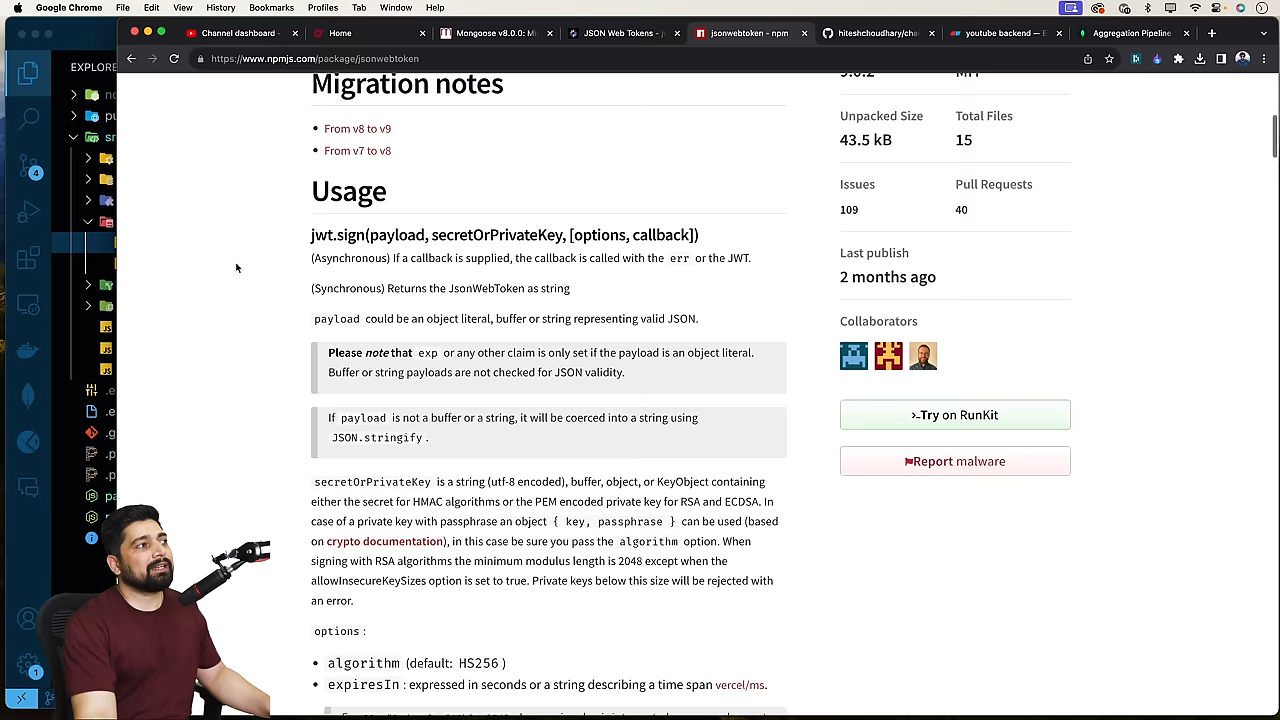 Google Chrome File Edit View History Bookmarks Profiles Tab Window Help
Channel dashboard - Home Mongoose v8.0.0: Mi JSON Web Tokens - j jsonwebtoken - npm hiteshchoudhary/chai youtube backend — E Aggregation Pipeline
https://www.npmjs.com/package/jsonwebtoken
EXPLORE
Migration notes
From v8 to v9
From v7 to v8
Usage
jwt.sign(payload, secretOrPrivateKey, [options, callback])
(Asynchronous) If a callback is supplied, the callback is called with the err or the JWT.
(Synchronous) Returns the JsonWebToken as string
payload could be an object literal, buffer or string representing valid JSON.
Please note that exp or any other claim is only set if the payload is an object literal.
Buffer or string payloads are not checked for JSON validity.
If payload is not a buffer or a string, it will be coerced into a string using
JSON.stringify.
secretOrPrivateKey is a string (utf-8 encoded), buffer, object, or KeyObject containing
either the secret for HMAC algorithms or the PEM encoded private key for RSA and ECDSA. In
case of a private key with passphrase an object { key, passphrase } can be used (based
on crypto documentation), in this case be sure you pass the algorithm option. When
signing with RSA algorithms the minimum modulus length is 2048 except when the
allowInsecureKeySizes option is set to true. Private keys below this size will be rejected with
an error.
options:
algorithm (default: HS256)
expiresIn: expressed in seconds or a string describing a time span vercel/ms.
Unpacked Size Total Files
43.5 kB 15
Issues Pull Requests
109 40
Last publish
2 months ago
Collaborators
>_Try on RunKit
Report malware
4
1